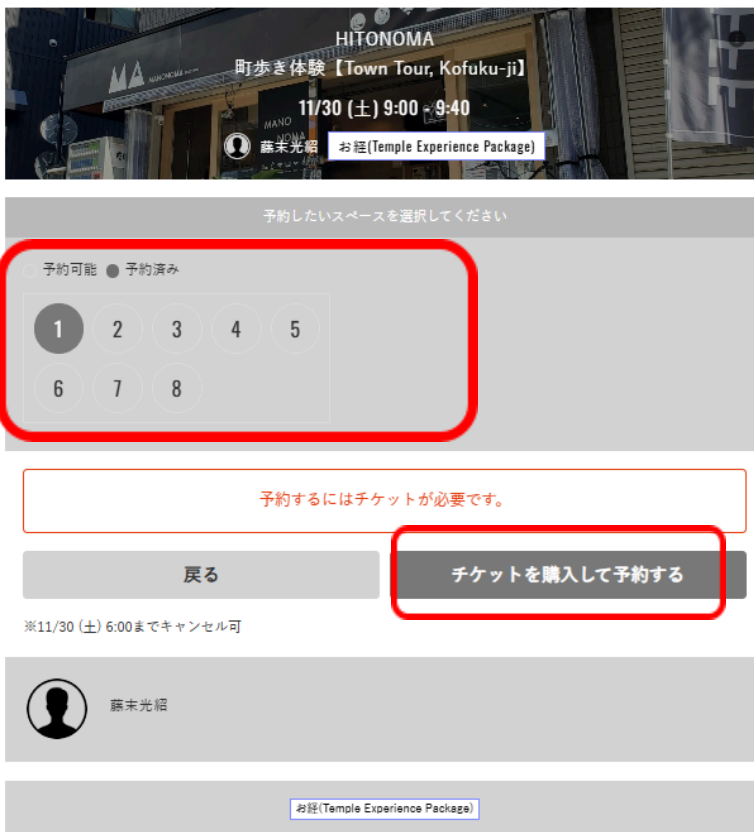 HITONOMA
町歩き体験【Town Tour, Kofuku-ji】
MA
11/30 (土) 9:00 - 9:40
MANO
NOMA
藤末光紹 お経(Temple Experience Package)
予約したいスペースを選択してください
予約可能 予約済み
1 2 3 4 5
6 7 8
予約するにはチケットが必要です。
戻る チケットを購入して予約する
※11/30 (土) 6:00までキャンセル可
藤末光紹
お経(Temple Experience Package)